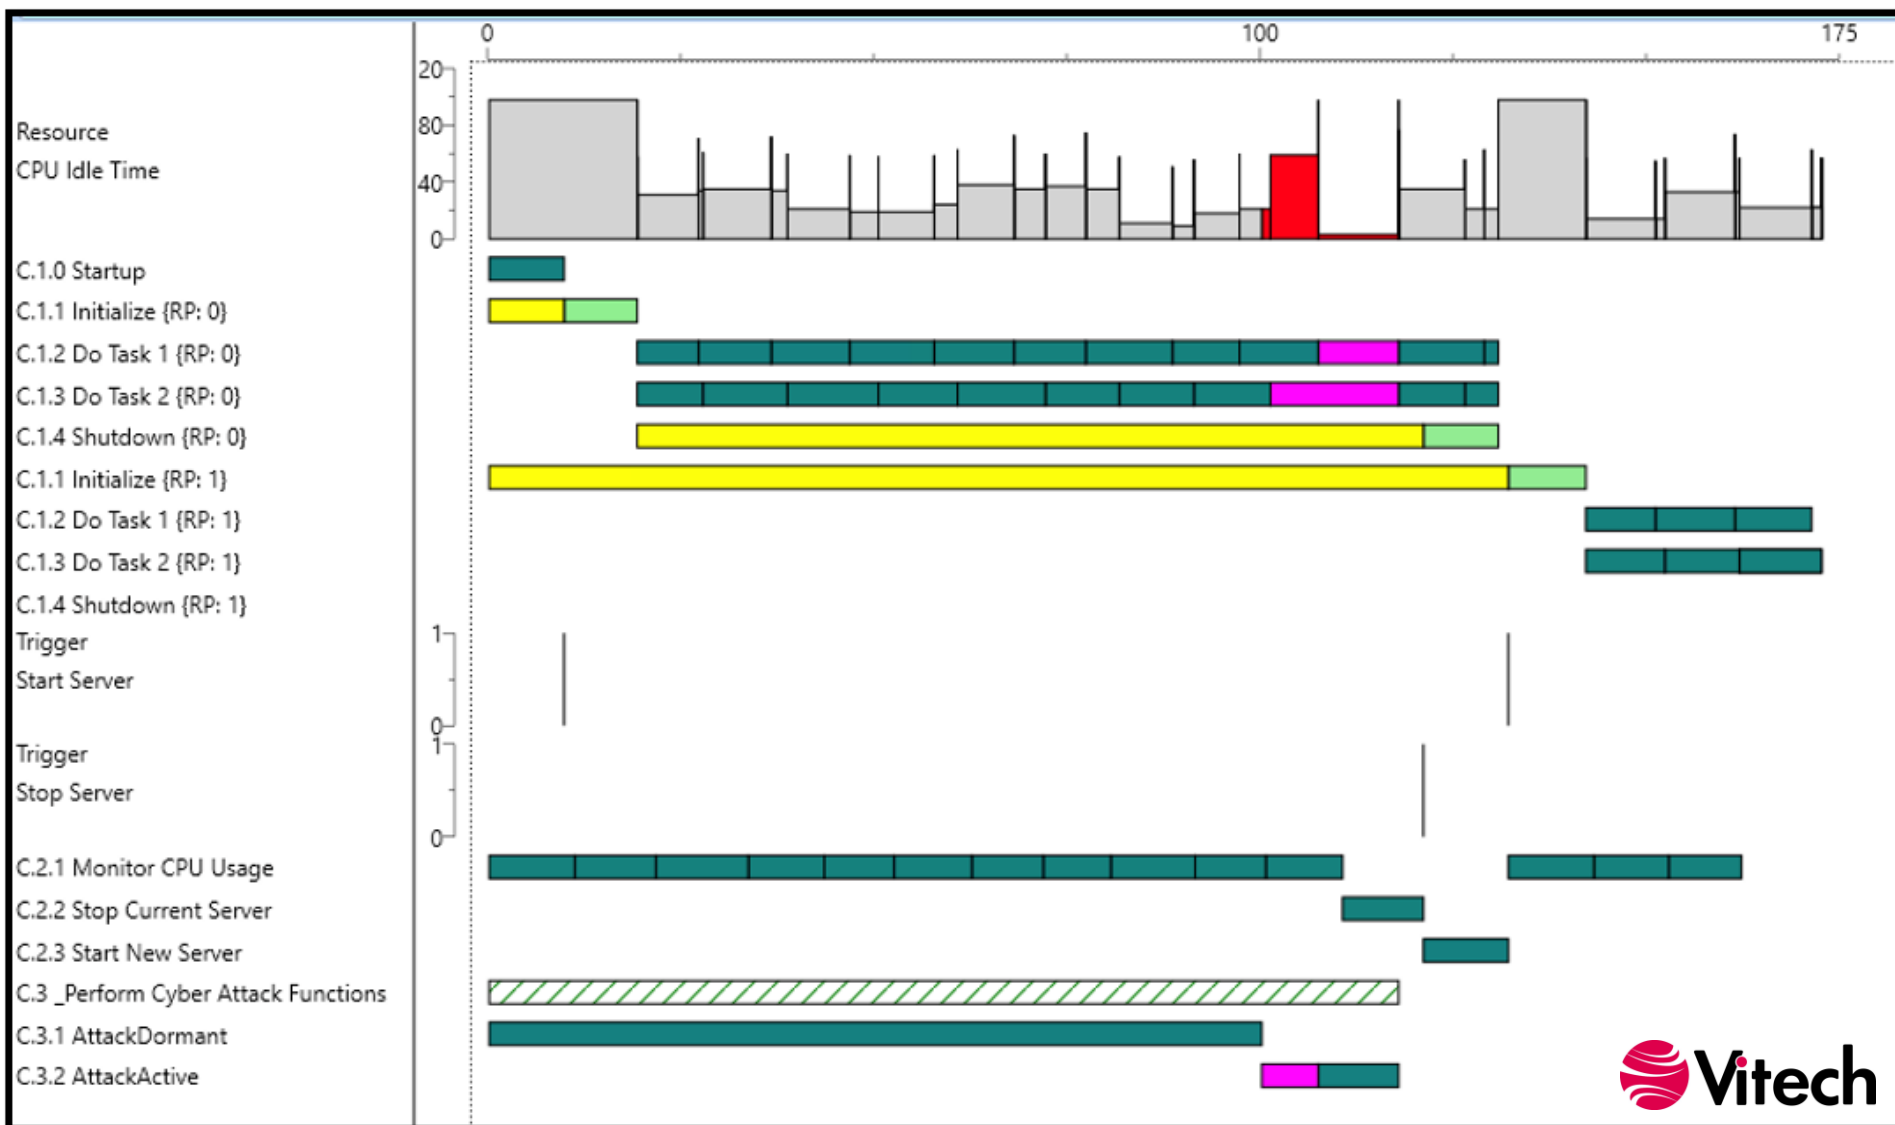 0 100 175
20
Resource
80
CPU Idle Time
40
0
C.1.0 Startup
C.1.1 Initialize {RP: 0}
C.1.2 Do Task 1 {RP: 0}
C.1.3 Do Task 2 {RP: 0}
C.1.4 Shutdown {RP: 0}
C.1.1 Initialize {RP: 1}
C.1.2 Do Task 1 {RP: 1}
C.1.3 Do Task 2 {RP: 1}
C.1.4 Shutdown {RP: 1}
Trigger 1
Start Server
0
Trigger 1
Stop Server
0
C.2.1 Monitor CPU Usage
C.2.2 Stop Current Server
C.2.3 Start New Server
C.3 _Perform Cyber Attack Functions
C.3.1 AttackDormant
C.3.2 AttackActive
Vitech